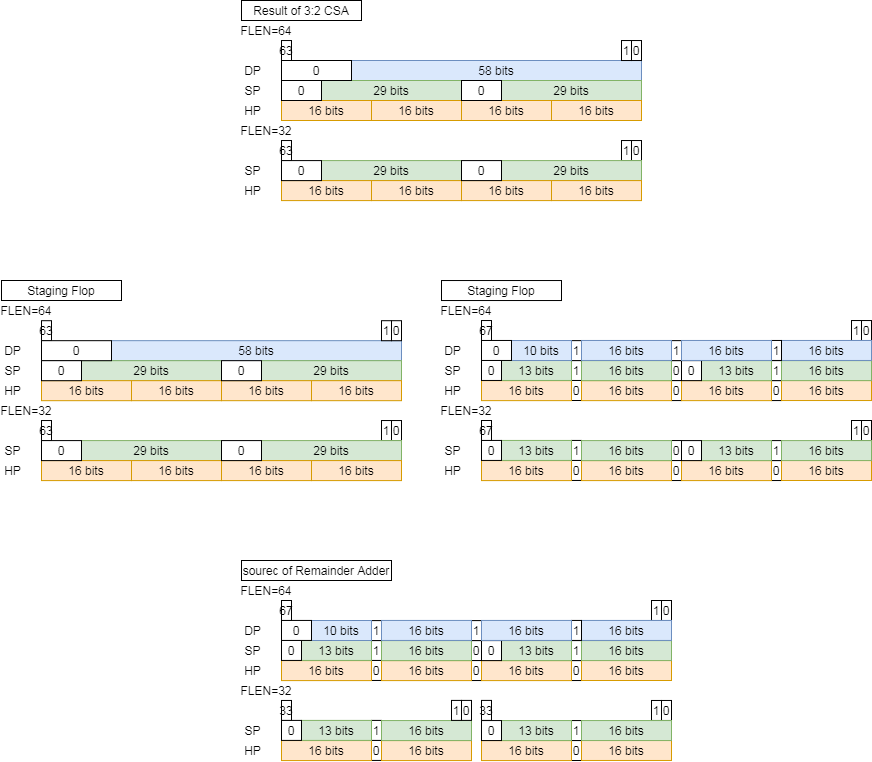 Result of 3:2 CSA
FLEN=64
63 1 0
DP 0 58 bits
SP 0 29 bits 0 29 bits
HP 16 bits 16 bits 16 bits 16 bits
FLEN=32
63 1 0
SP 0 29 bits 0 29 bits
HP 16 bits 16 bits 16 bits 16 bits
Staging Flop
FLEN=64
63 1 0
DP 0 58 bits
SP 0 29 bits 0 29 bits
HP 16 bits 16 bits 16 bits 16 bits
FLEN=32
63 1 0
SP 0 29 bits 0 29 bits
HP 16 bits 16 bits 16 bits 16 bits
Staging Flop
FLEN=64
67 1 0
DP 0 10 bits 1 16 bits 1 16 bits 1 16 bits
SP 0 13 bits 1 16 bits 0 0 13 bits 1 16 bits
HP 16 bits 0 16 bits 0 16 bits 0 16 bits
FLEN=32
67 1 0
SP 0 13 bits 1 16 bits 0 0 13 bits 1 16 bits
HP 16 bits 0 16 bits 0 16 bits 0 16 bits
sourec of Remainder Adder
FLEN=64
67 1 0
DP 0 10 bits 1 16 bits 1 16 bits 1 16 bits
SP 0 13 bits 1 16 bits 0 0 13 bits 1 16 bits
HP 16 bits 0 16 bits 0 16 bits 0 16 bits
FLEN=32
33 1 0 33 1 0
SP 0 13 bits 1 16 bits 0 13 bits 1 16 bits
HP 16 bits 0 16 bits 16 bits 0 16 bits